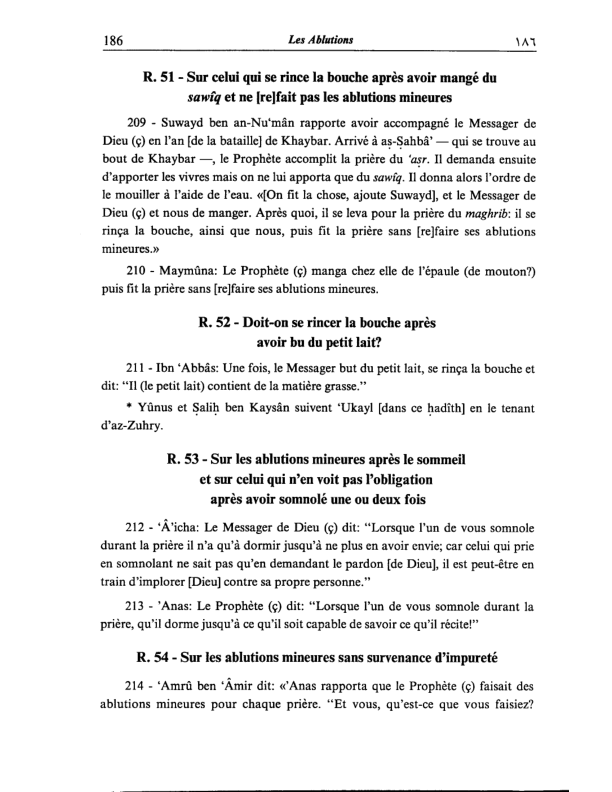 186 Les Ablutions ١٨٦
R. 51 - Sur celui qui se rince la bouche après avoir mangé du
sawîq et ne [re]fait pas les ablutions mineures
209 - Suwayd ben an-Nu‘mân rapporte avoir accompagné le Messager de
Dieu (ç) en l’an [de la bataille] de Khaybar. Arrivé à aṣ-Ṣahbâ’ — qui se trouve au
bout de Khaybar —, le Prophète accomplit la prière du ‘aṣr. Il demanda ensuite
d’apporter les vivres mais on ne lui apporta que du sawîq. Il donna alors l’ordre de
le mouiller à l’aide de l’eau. «[On fit la chose, ajoute Suwayd], et le Messager de
Dieu (ç) et nous de manger. Après quoi, il se leva pour la prière du maghrib: il se
rinça la bouche, ainsi que nous, puis fit la prière sans [re]faire ses ablutions
mineures.»
210 - Maymûna: Le Prophète (ç) mangea chez elle de l’épaule (de mouton?)
puis fit la prière sans [re]faire ses ablutions mineures.
R. 52 - Doit-on se rincer la bouche après
avoir bu du petit lait?
211 - Ibn ‘Abbâs: Une fois, le Messager but du petit lait, se rinça la bouche et
dit: “Il (le petit lait) contient de la matière grasse.”
* Yûnus et Ṣaliḥ ben Kaysân suivent ‘Ukayl [dans ce ḥadîth] en le tenant
d’az-Zuhry.
R. 53 - Sur les ablutions mineures après le sommeil
et sur celui qui n’en voit pas l’obligation
après avoir somnolé une ou deux fois
212 - ‘Â’icha: Le Messager de Dieu (ç) dit: “Lorsque l’un de vous somnole
durant la prière il n’a qu’à dormir jusqu’à ne plus en avoir envie; car celui qui prie
en somnolant ne sait pas qu’en demandant le pardon [de Dieu], il est peut-être en
train d’implorer [Dieu] contre sa propre personne.”
213 - ’Anas: Le Prophète (ç) dit: “Lorsque l’un de vous somnole durant la
prière, qu’il dorme jusqu’à ce qu’il soit capable de savoir ce qu’il récite!”
R. 54 - Sur les ablutions mineures sans survenance d’impureté
214 - ‘Amrû ben ‘Âmir dit: «’Anas rapporta que le Prophète (ç) faisait des
ablutions mineures pour chaque prière. “Et vous, qu’est-ce que vous faisiez?